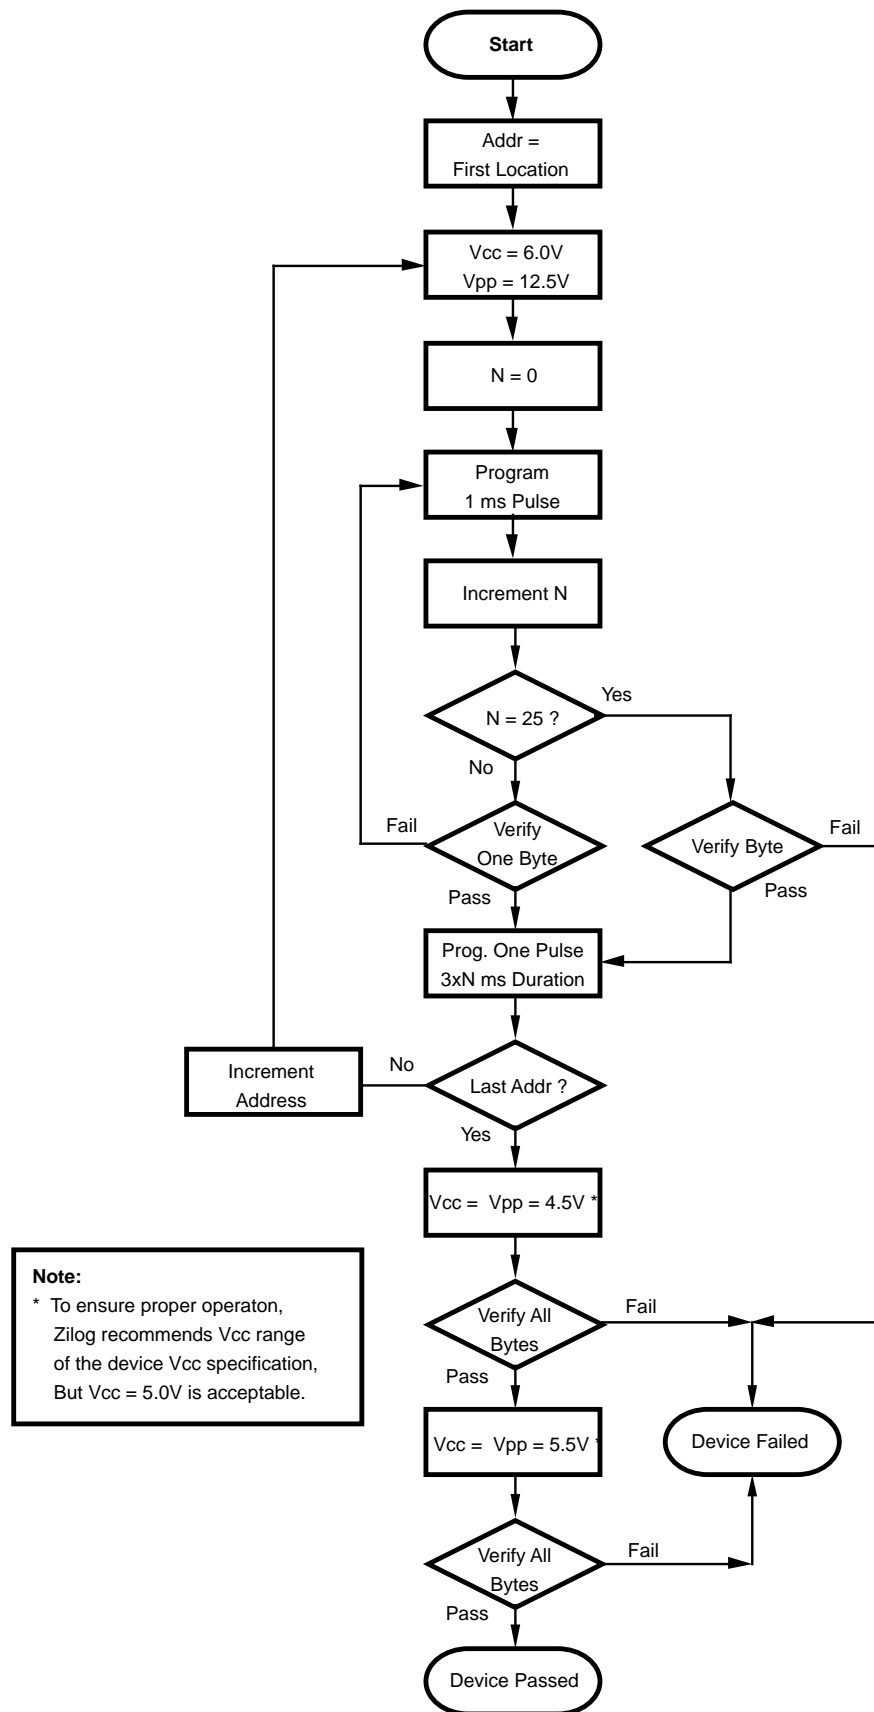 Start
Addr =
First Location
Vcc = 6.0V
Vpp = 12.5V
N = 0
Program
1 ms Pulse
Increment N
Yes
N = 25 ?
No
Fail
Verify
One Byte
Verify Byte
Fail
Pass
Pass
Prog. One Pulse
3xN ms Duration
No
Increment
Address
Last Addr ?
Yes
Vcc =  Vpp = 4.5V *
Note:
* To ensure proper operaton,
Zilog recommends Vcc range
of the device Vcc specification,
But Vcc = 5.0V is acceptable.
Verify All
Bytes
Fail
Pass
Vcc =  Vpp = 5.5V *
Device Failed
Verify All
Bytes
Fail
Pass
Device Passed